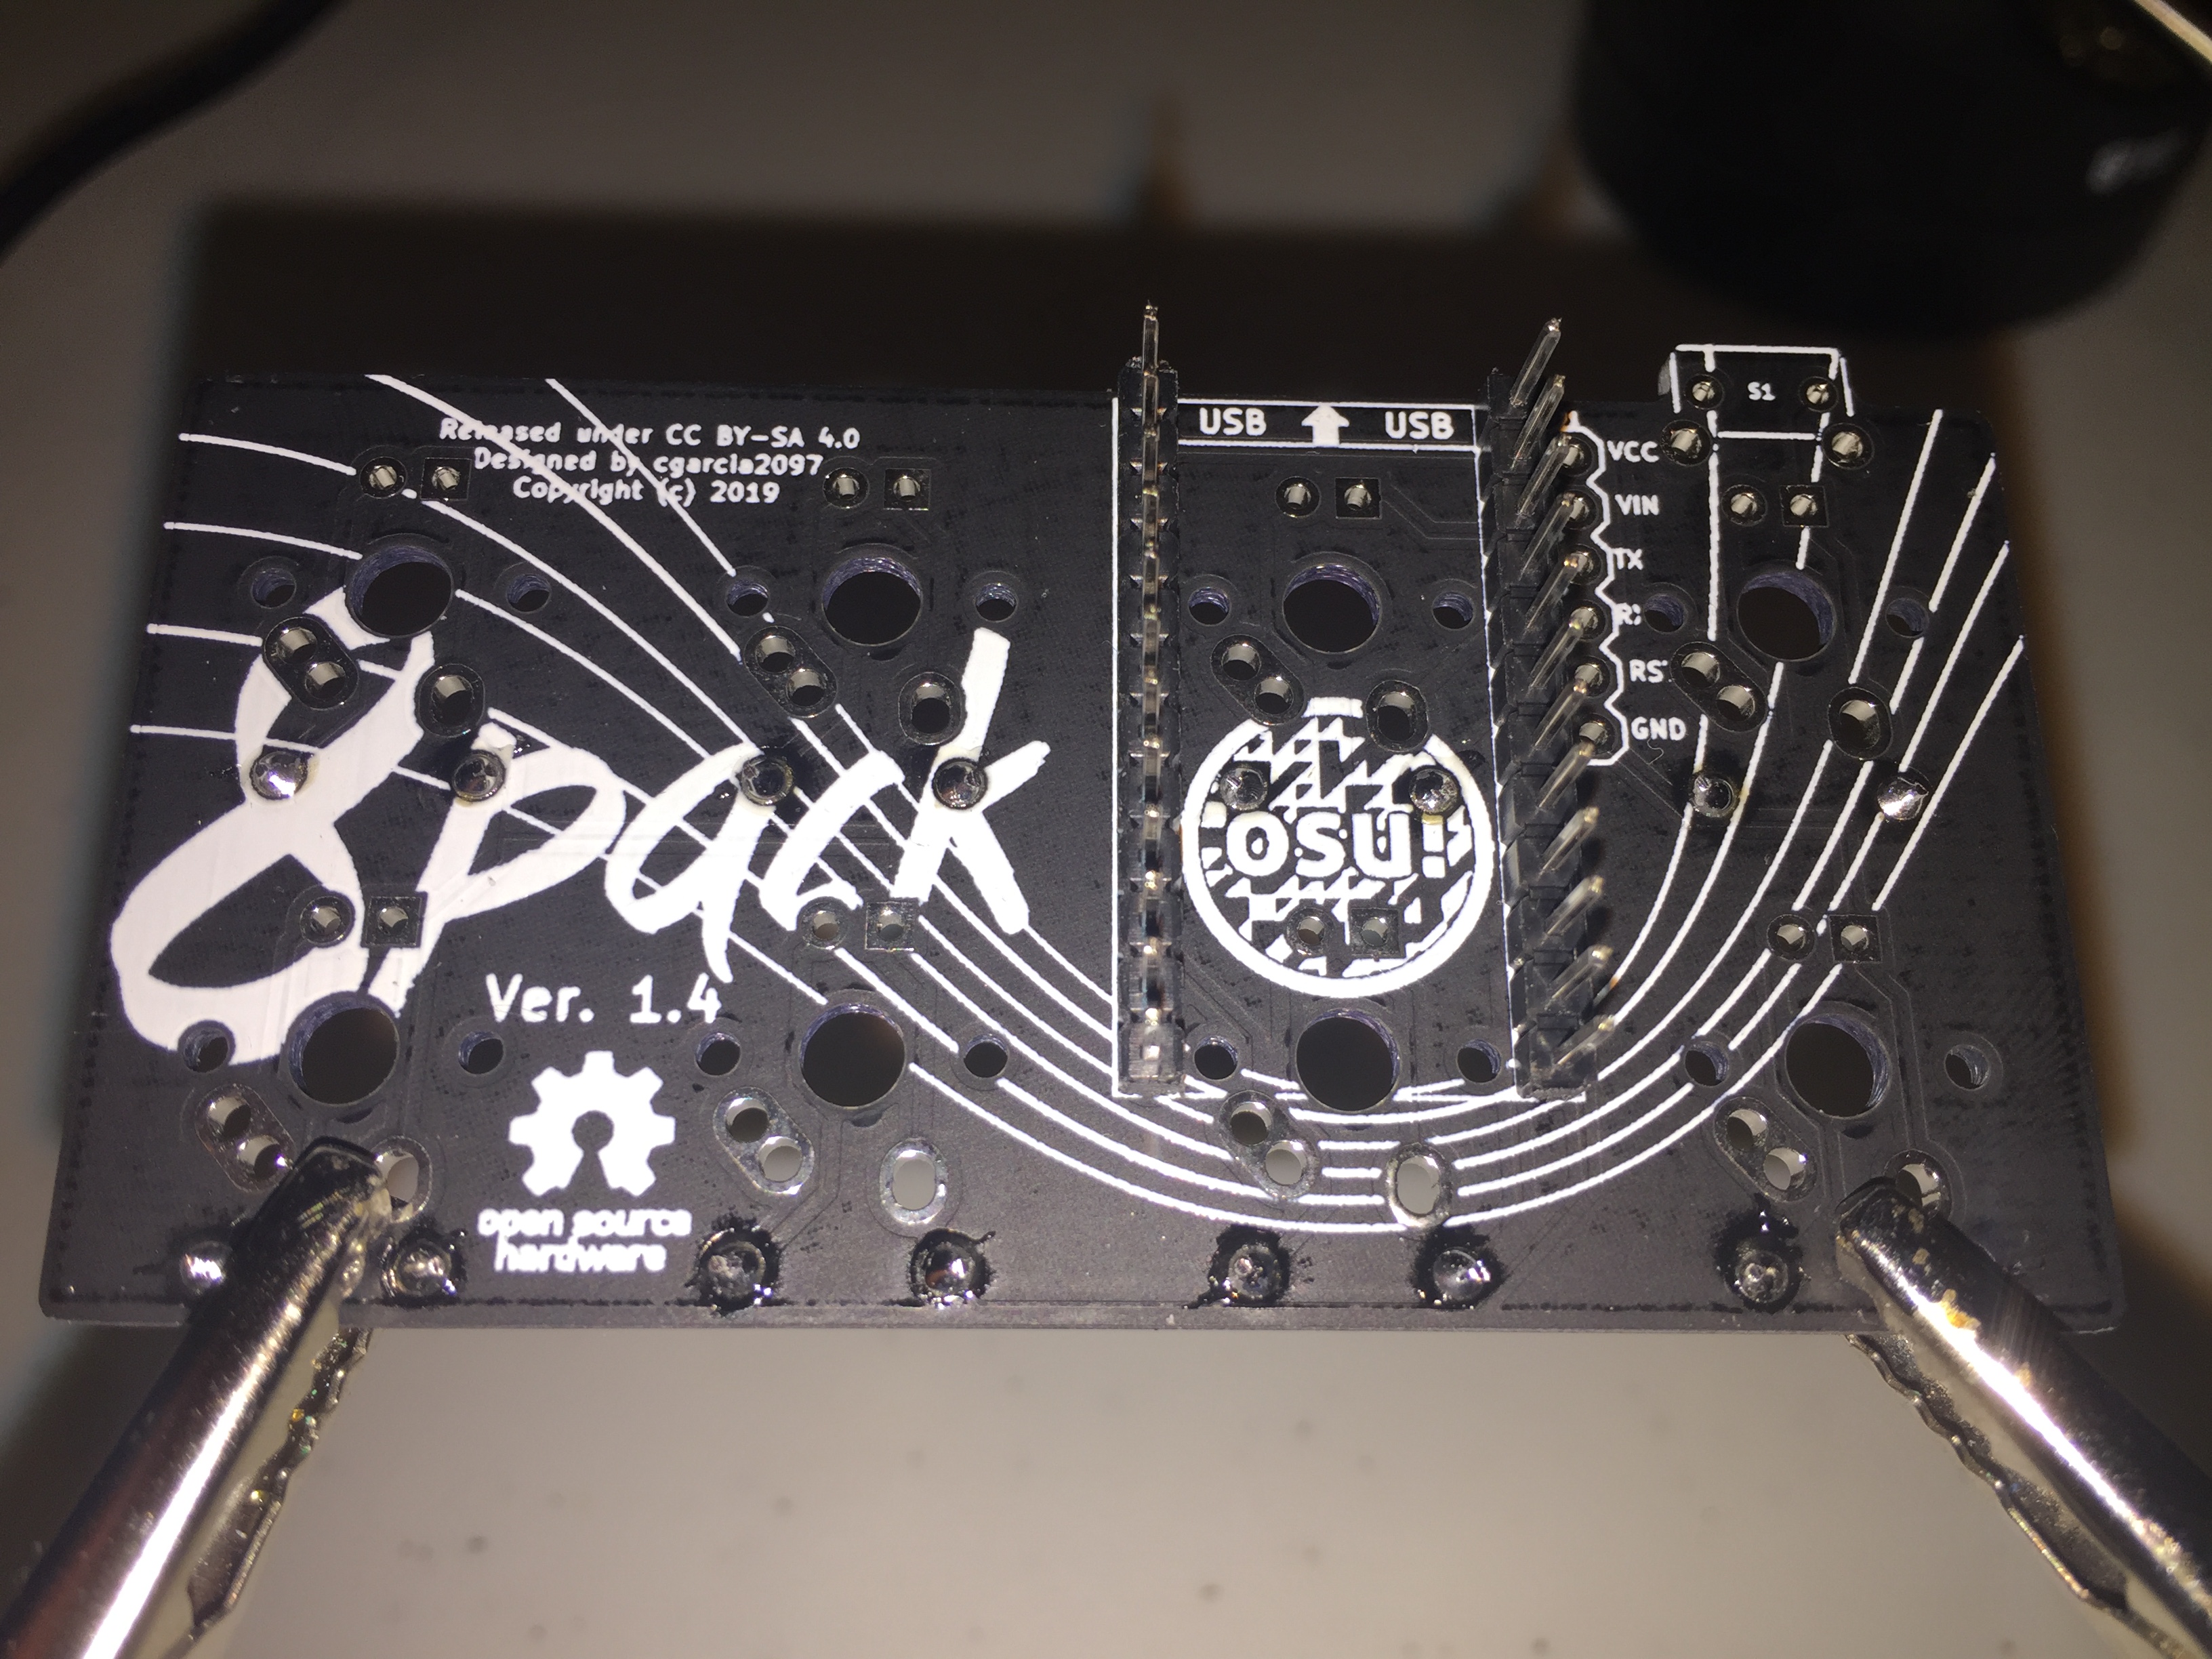 Released under CC BY-SA 4.0
Designed by cgarcia2097
Copyright (c) 2019
USB USB
S1
VCC
VIN
TX
GND
8pack
osu!
Ver. 1.4
open source
hardware